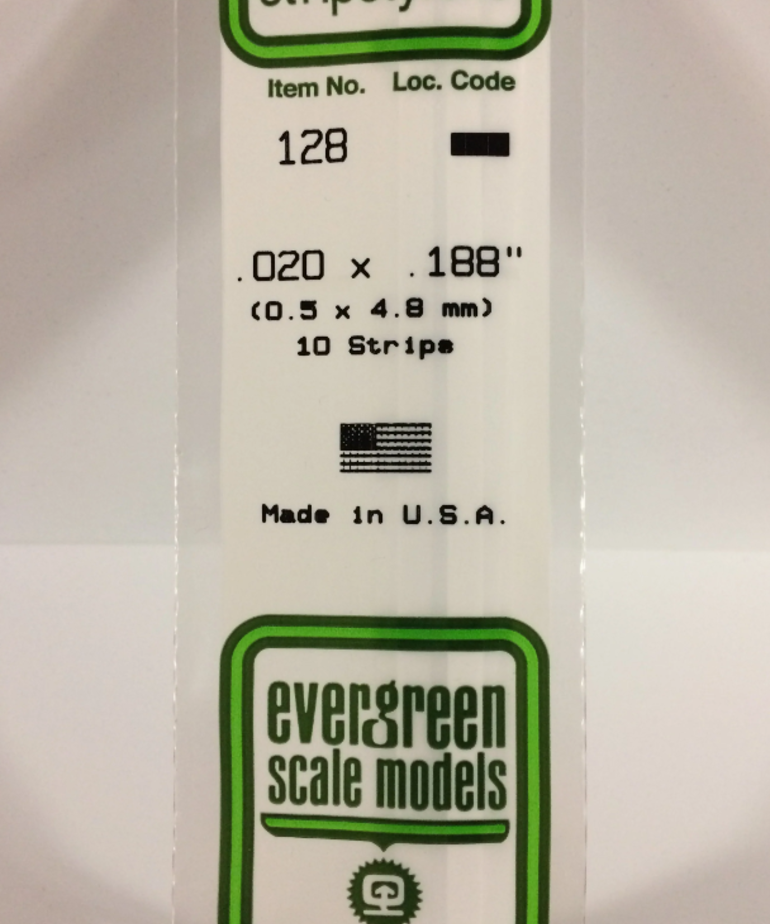 Item No. Loc. Code
128
.020 x .188"
(0.5 x 4.8 mm)
10 Strips
Made in U.S.A.
evergreen
scale models